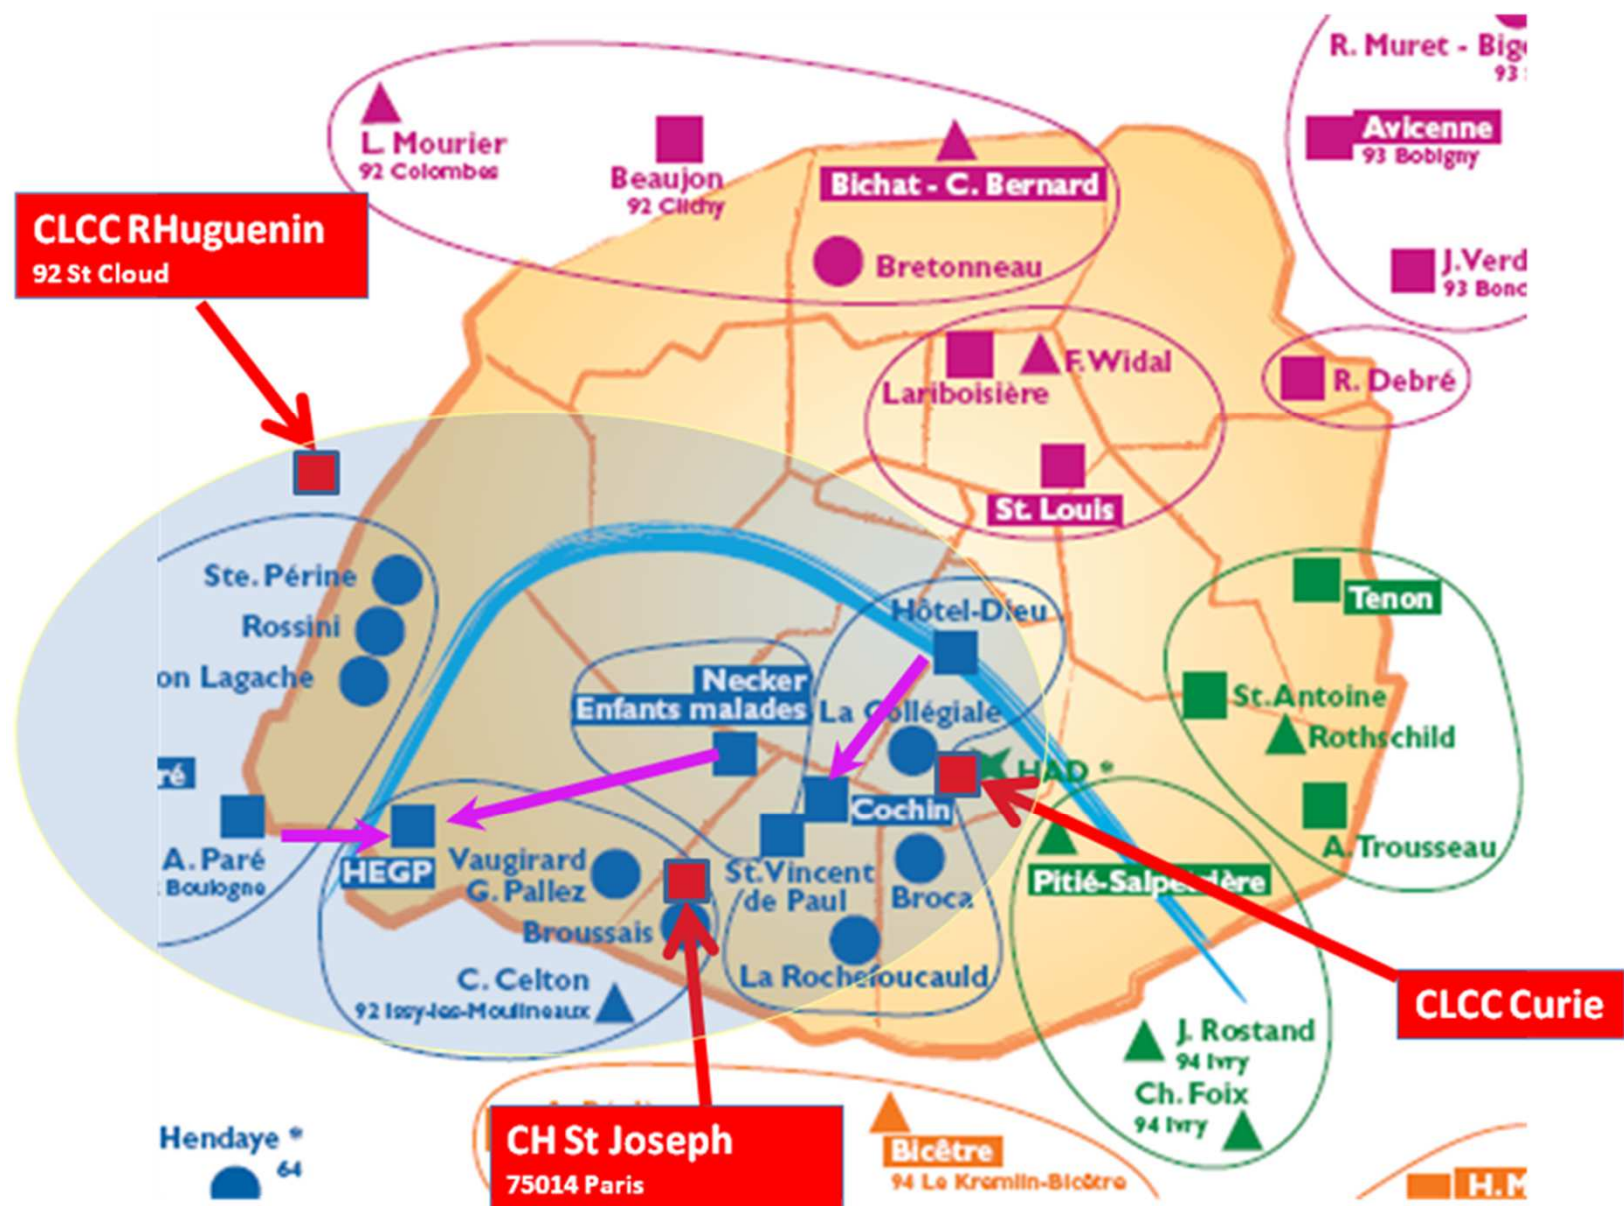 R. Muret - Big
93
L. Mourier
92 Colombes
Beaujon
92 Clichy
Bichat - C. Bernard
Bretonneau
Avicenne
93 Bobigny
J.Verd
93 Bond
CLCC RHuguenin
92 St Cloud
Lariboisière
F. Widal
R. Debré
St. Louis
Ste. Périne
Rossini
on Lagache
Hôtel-Dieu
Tenon
Necker
Enfants malades
La Collégiale
St. Antoine
Rothschild
HAD *
ré
Cochin
A. Paré
Boulogne
HEGP
Vaugirard
G. Pallez
St. Vincent
de Paul
Broca
Pitié-Salpêtrière
A. Trousseau
Broussais
La Rochefoucauld
C. Celton
92 Issy-les-Moulineaux
CLCC Curie
J. Rostand
94 Ivry
Ch. Foix
94 Ivry
Hendaye *
64
CH St Joseph
75014 Paris
Bicêtre
94 Le Kremlin-Bicêtre
H.M